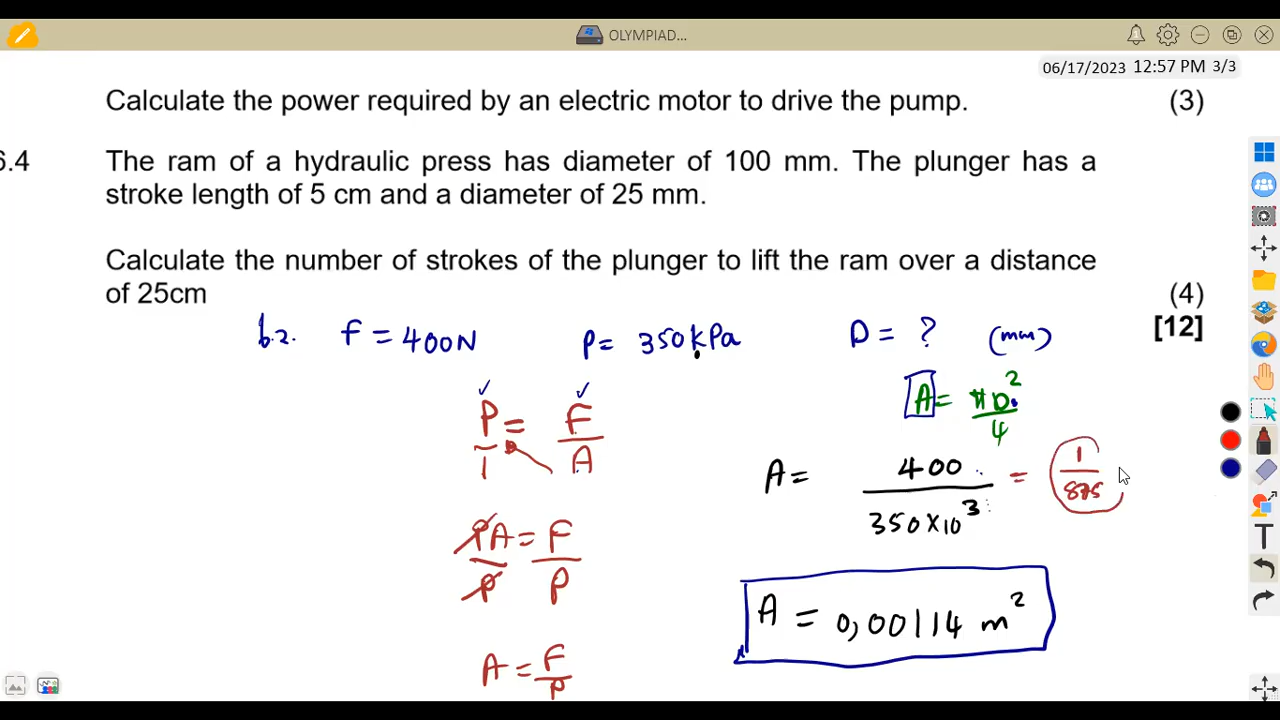 OLYMPIAD...
06/17/2023 12:57 PM 3/3
Calculate the power required by an electric motor to drive the pump. (3)
6.4 The ram of a hydraulic press has diameter of 100 mm. The plunger has a
stroke length of 5 cm and a diameter of 25 mm.
Calculate the number of strokes of the plunger to lift the ram over a distance
of 25cm (4)
[12]
6.2. F = 400N P = 350kPa D = ? (mm)
P/1 = F/A
A = πD²/4
A = 400/350×10³ = 1/875
PA/P = F/P
A = 0,00114 m²
A = F/P
T